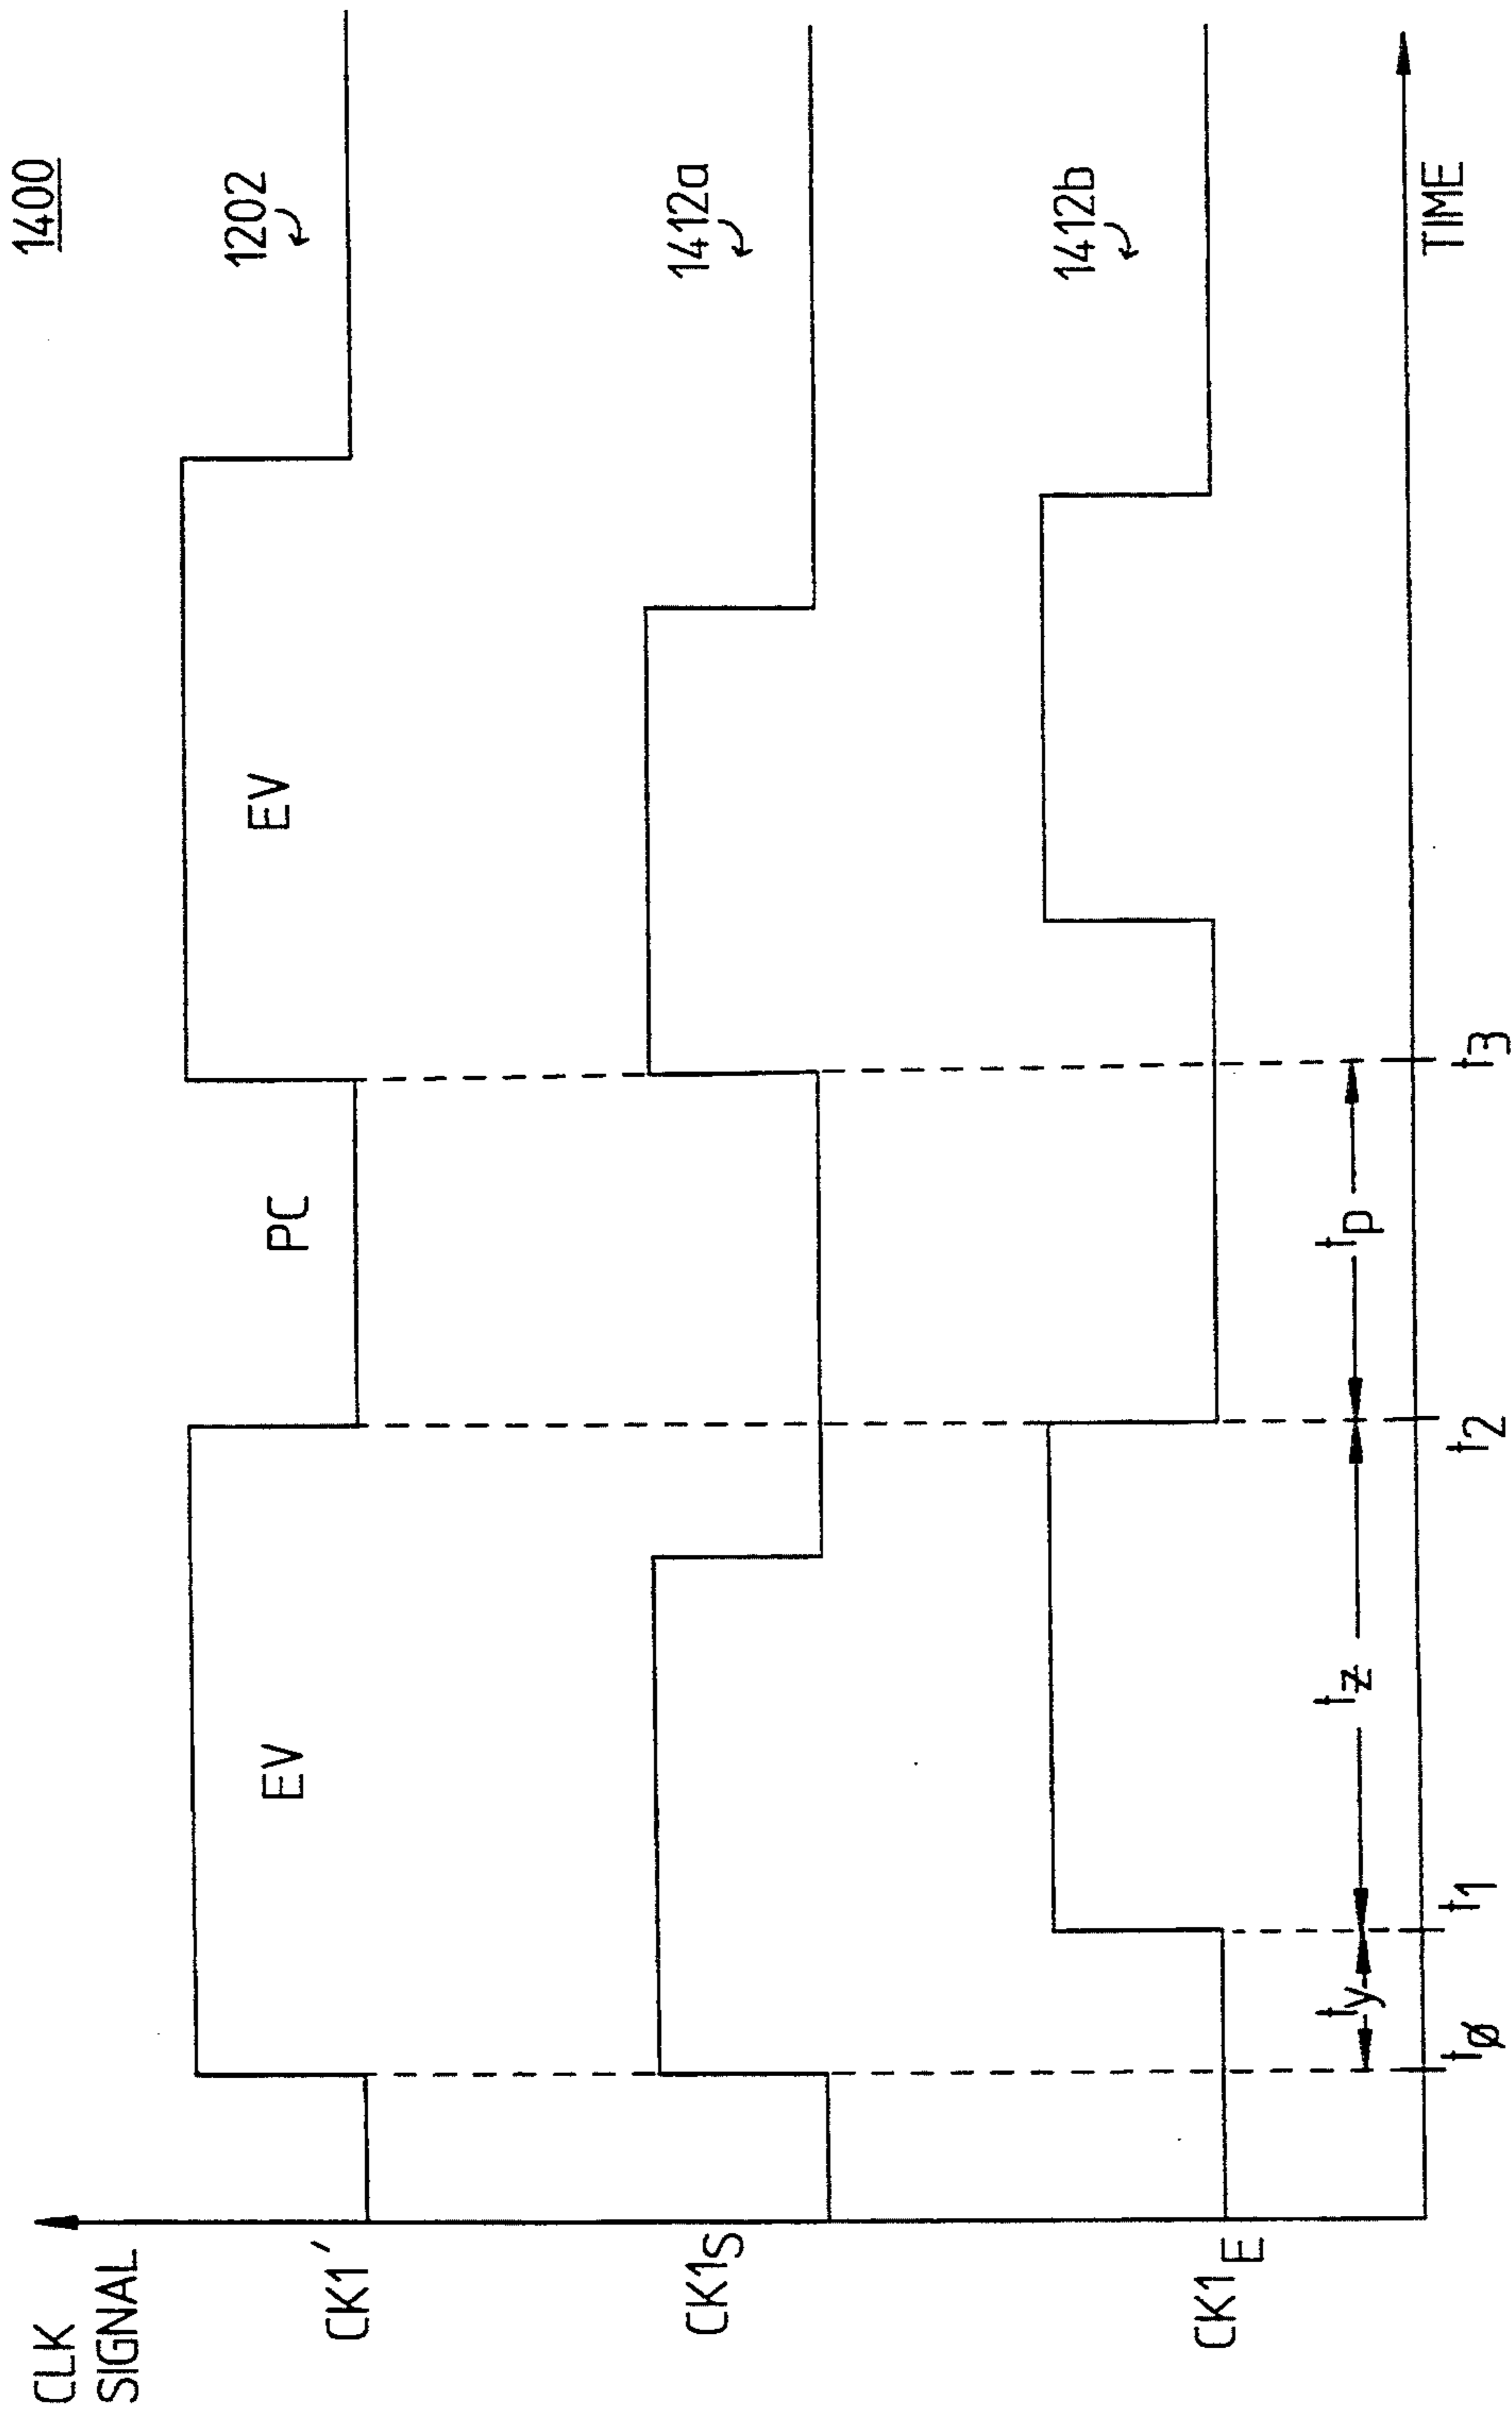 1400
CLK
SIGNAL
CK1′
EV
PC
EV
1202
CK1S
1412a
CK1E
1412b
ty
tz
tp
tø
t1
t2
t3
TIME